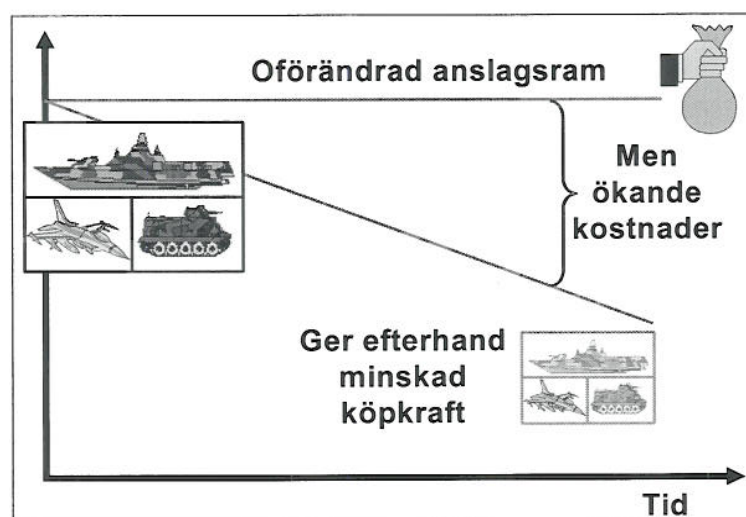 Oförändrad anslagsram
Men
ökande
kostnader
Ger efterhand
minskad
köpkraft
Tid